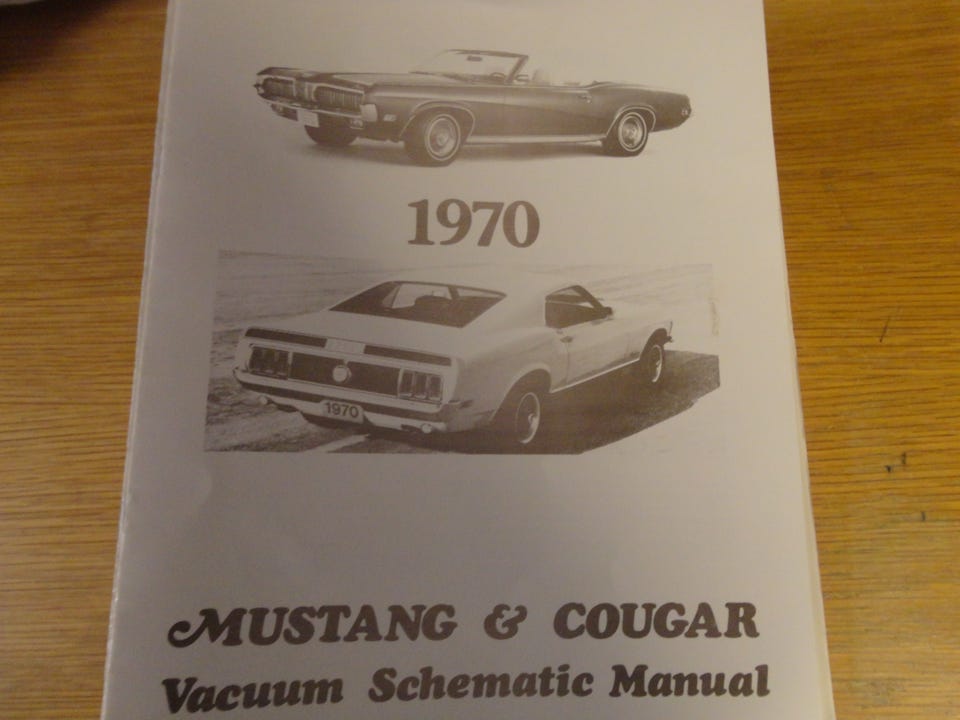 1970
1970
MUSTANG & COUGAR
Vacuum Schematic Manual